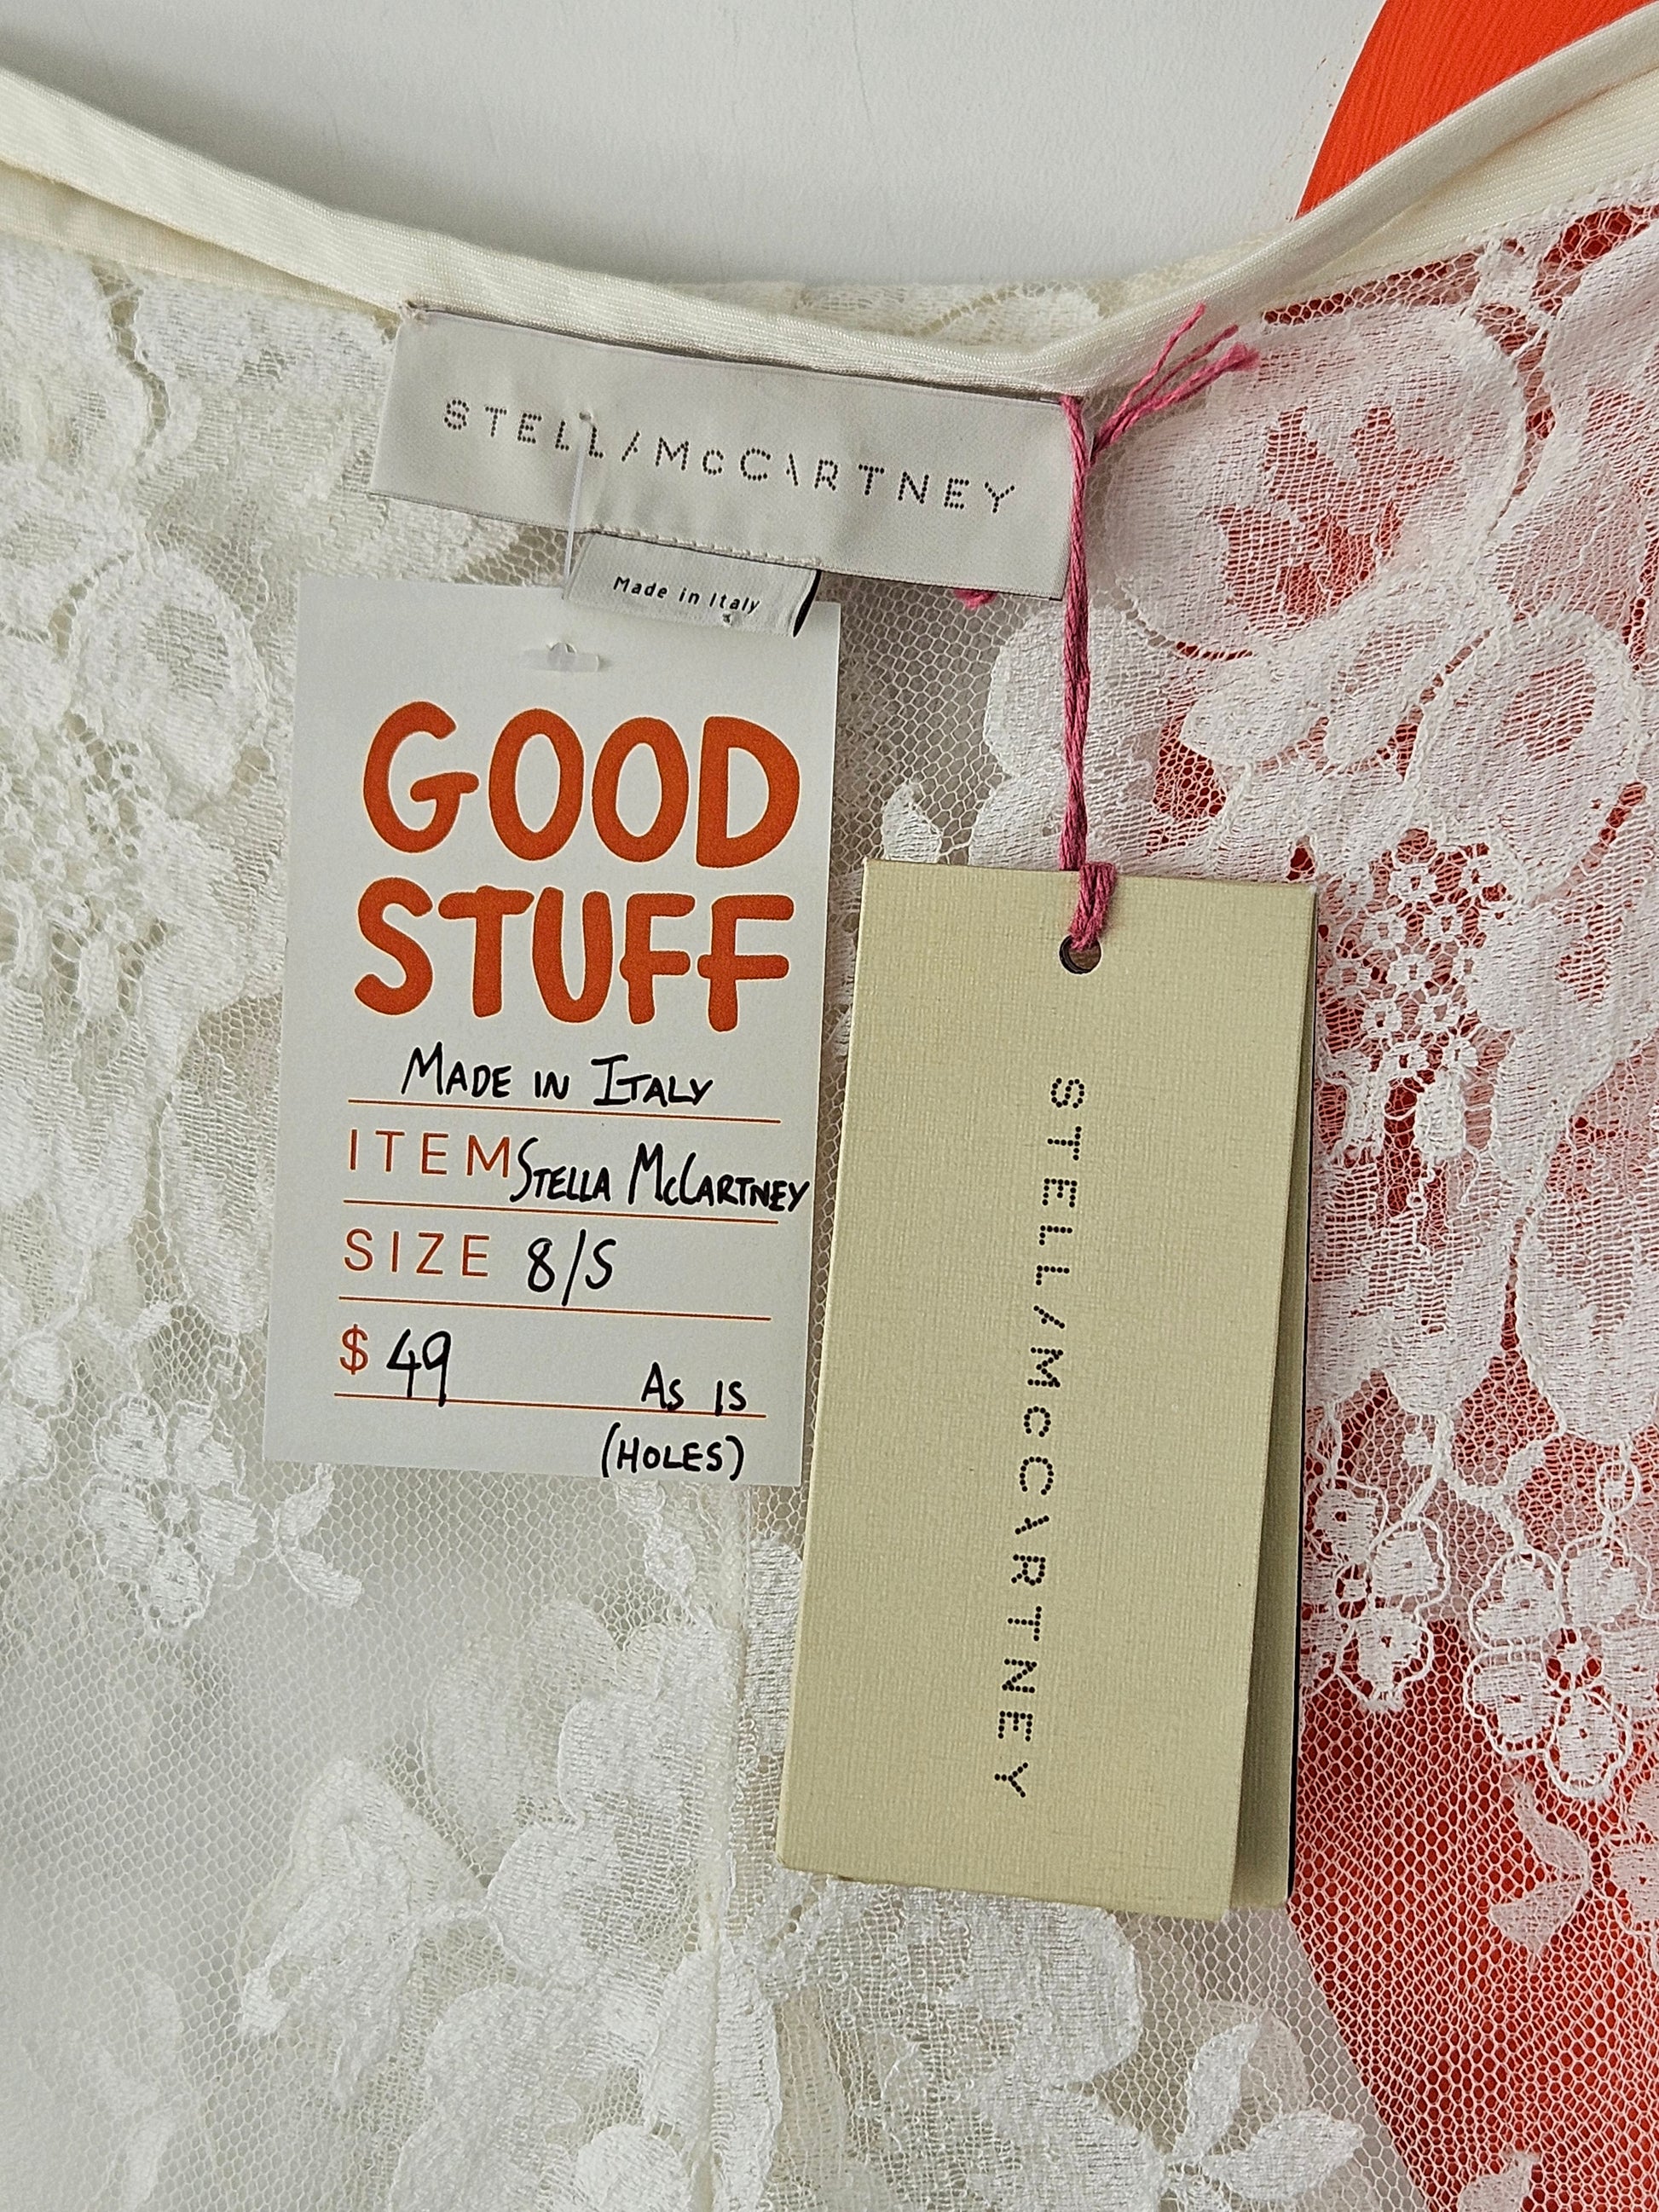 STELLA McCARTNEY
Made in Italy
GOOD
STUFF
MADE IN ITALY
ITEM STELLA McCARTNEY
SIZE 8/S
$ 49 AS IS
(HOLES)
STELLA McCARTNEY